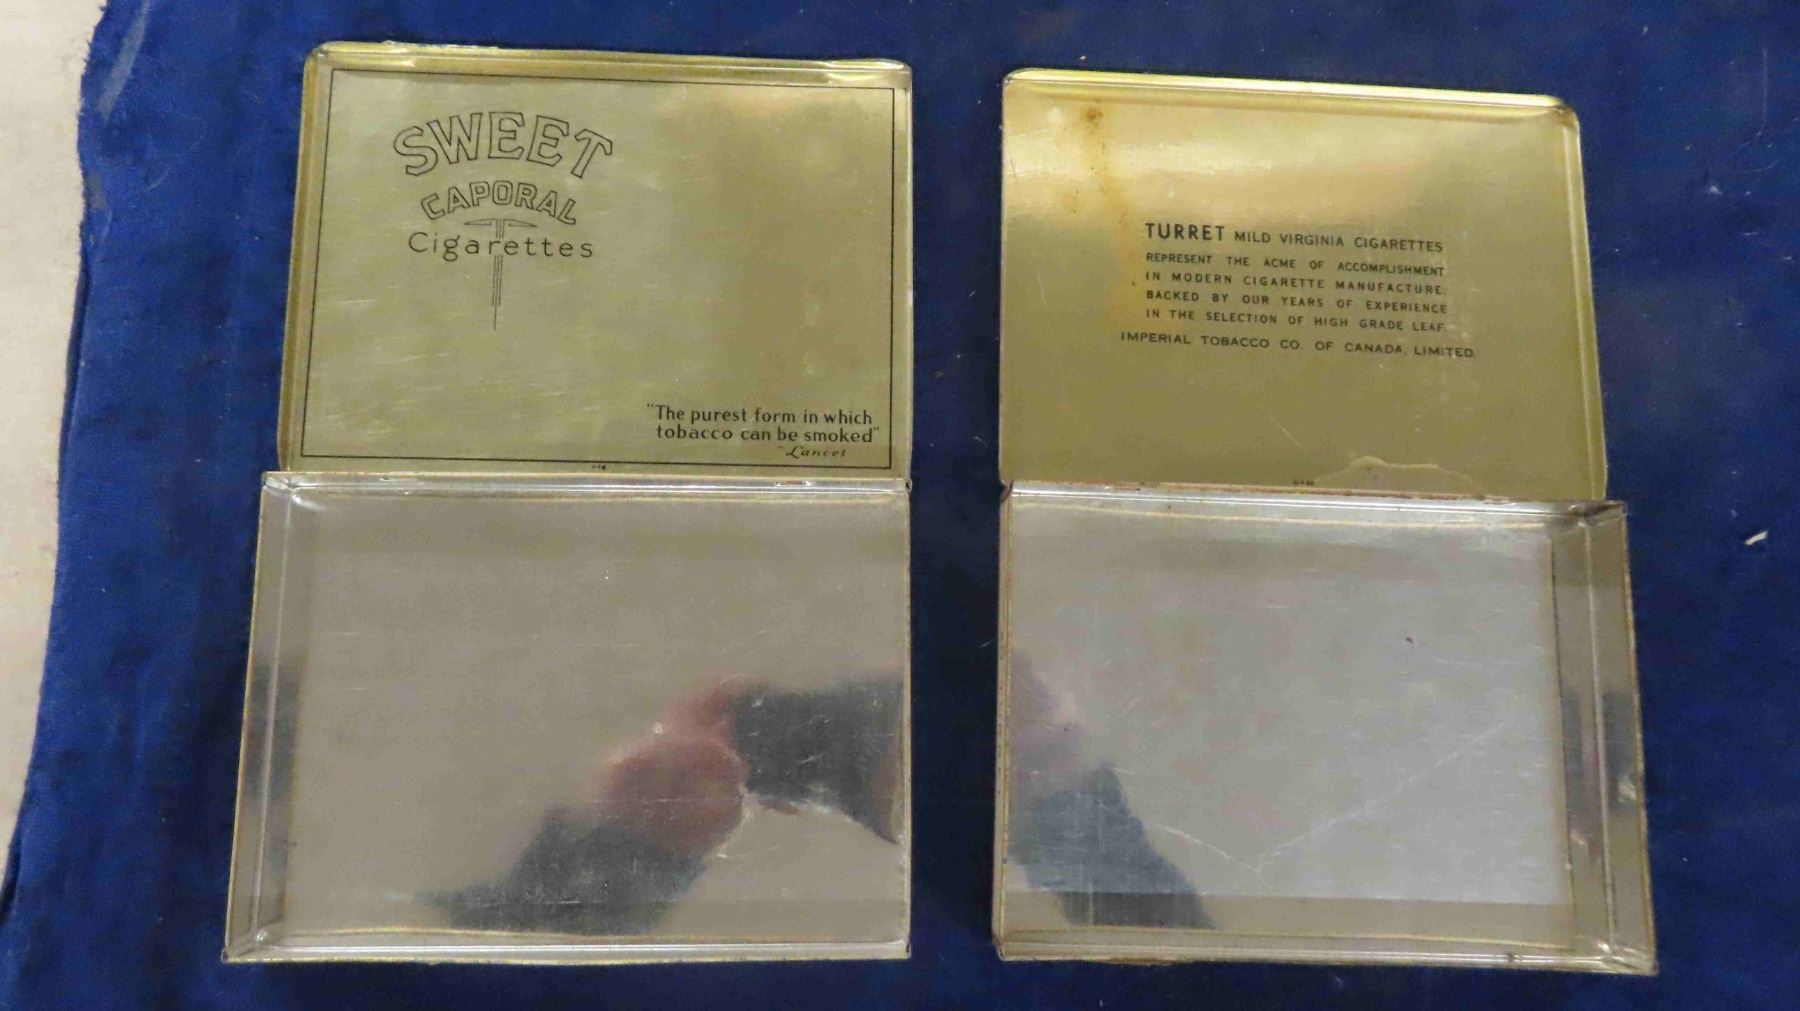 SWEET
CAPORAL
Cigarettes
"The purest form in which
tobacco can be smoked"
-Lancet
TURRET MILD VIRGINIA CIGARETTES
REPRESENT THE ACME OF ACCOMPLISHMENT
IN MODERN CIGARETTE MANUFACTURE:
BACKED BY OUR YEARS OF EXPERIENCE
IN THE SELECTION OF HIGH GRADE LEAF.
IMPERIAL TOBACCO CO. OF CANADA, LIMITED.